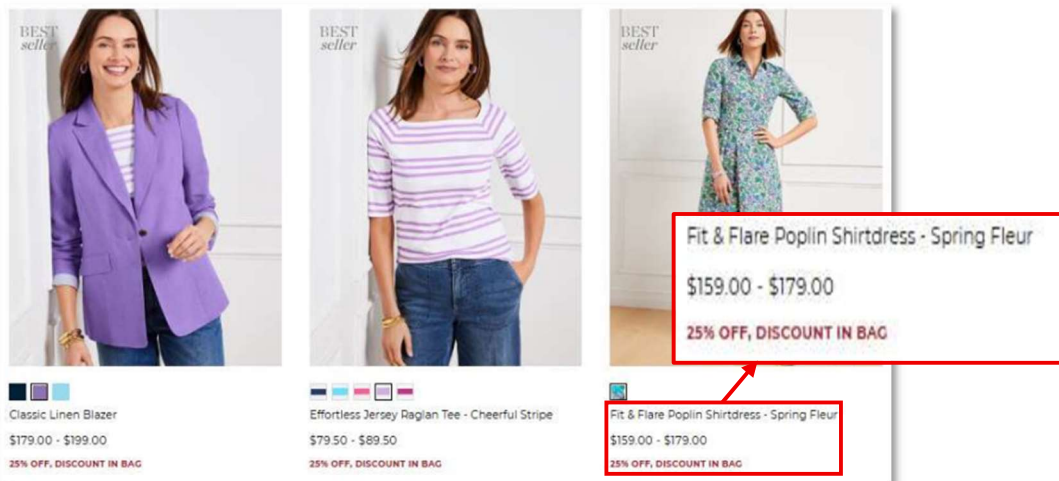 BEST
seller
BEST
seller
BEST
seller
Fit & Flare Poplin Shirtdress - Spring Fleur
$159.00 - $179.00
25% OFF, DISCOUNT IN BAG
Classic Linen Blazer
$179.00 - $199.00
25% OFF, DISCOUNT IN BAG
Effortless Jersey Raglan Tee - Cheerful Stripe
$79.50 - $89.50
25% OFF, DISCOUNT IN BAG
Fit & Flare Poplin Shirtdress - Spring Fleur
$159.00 - $179.00
25% OFF, DISCOUNT IN BAG